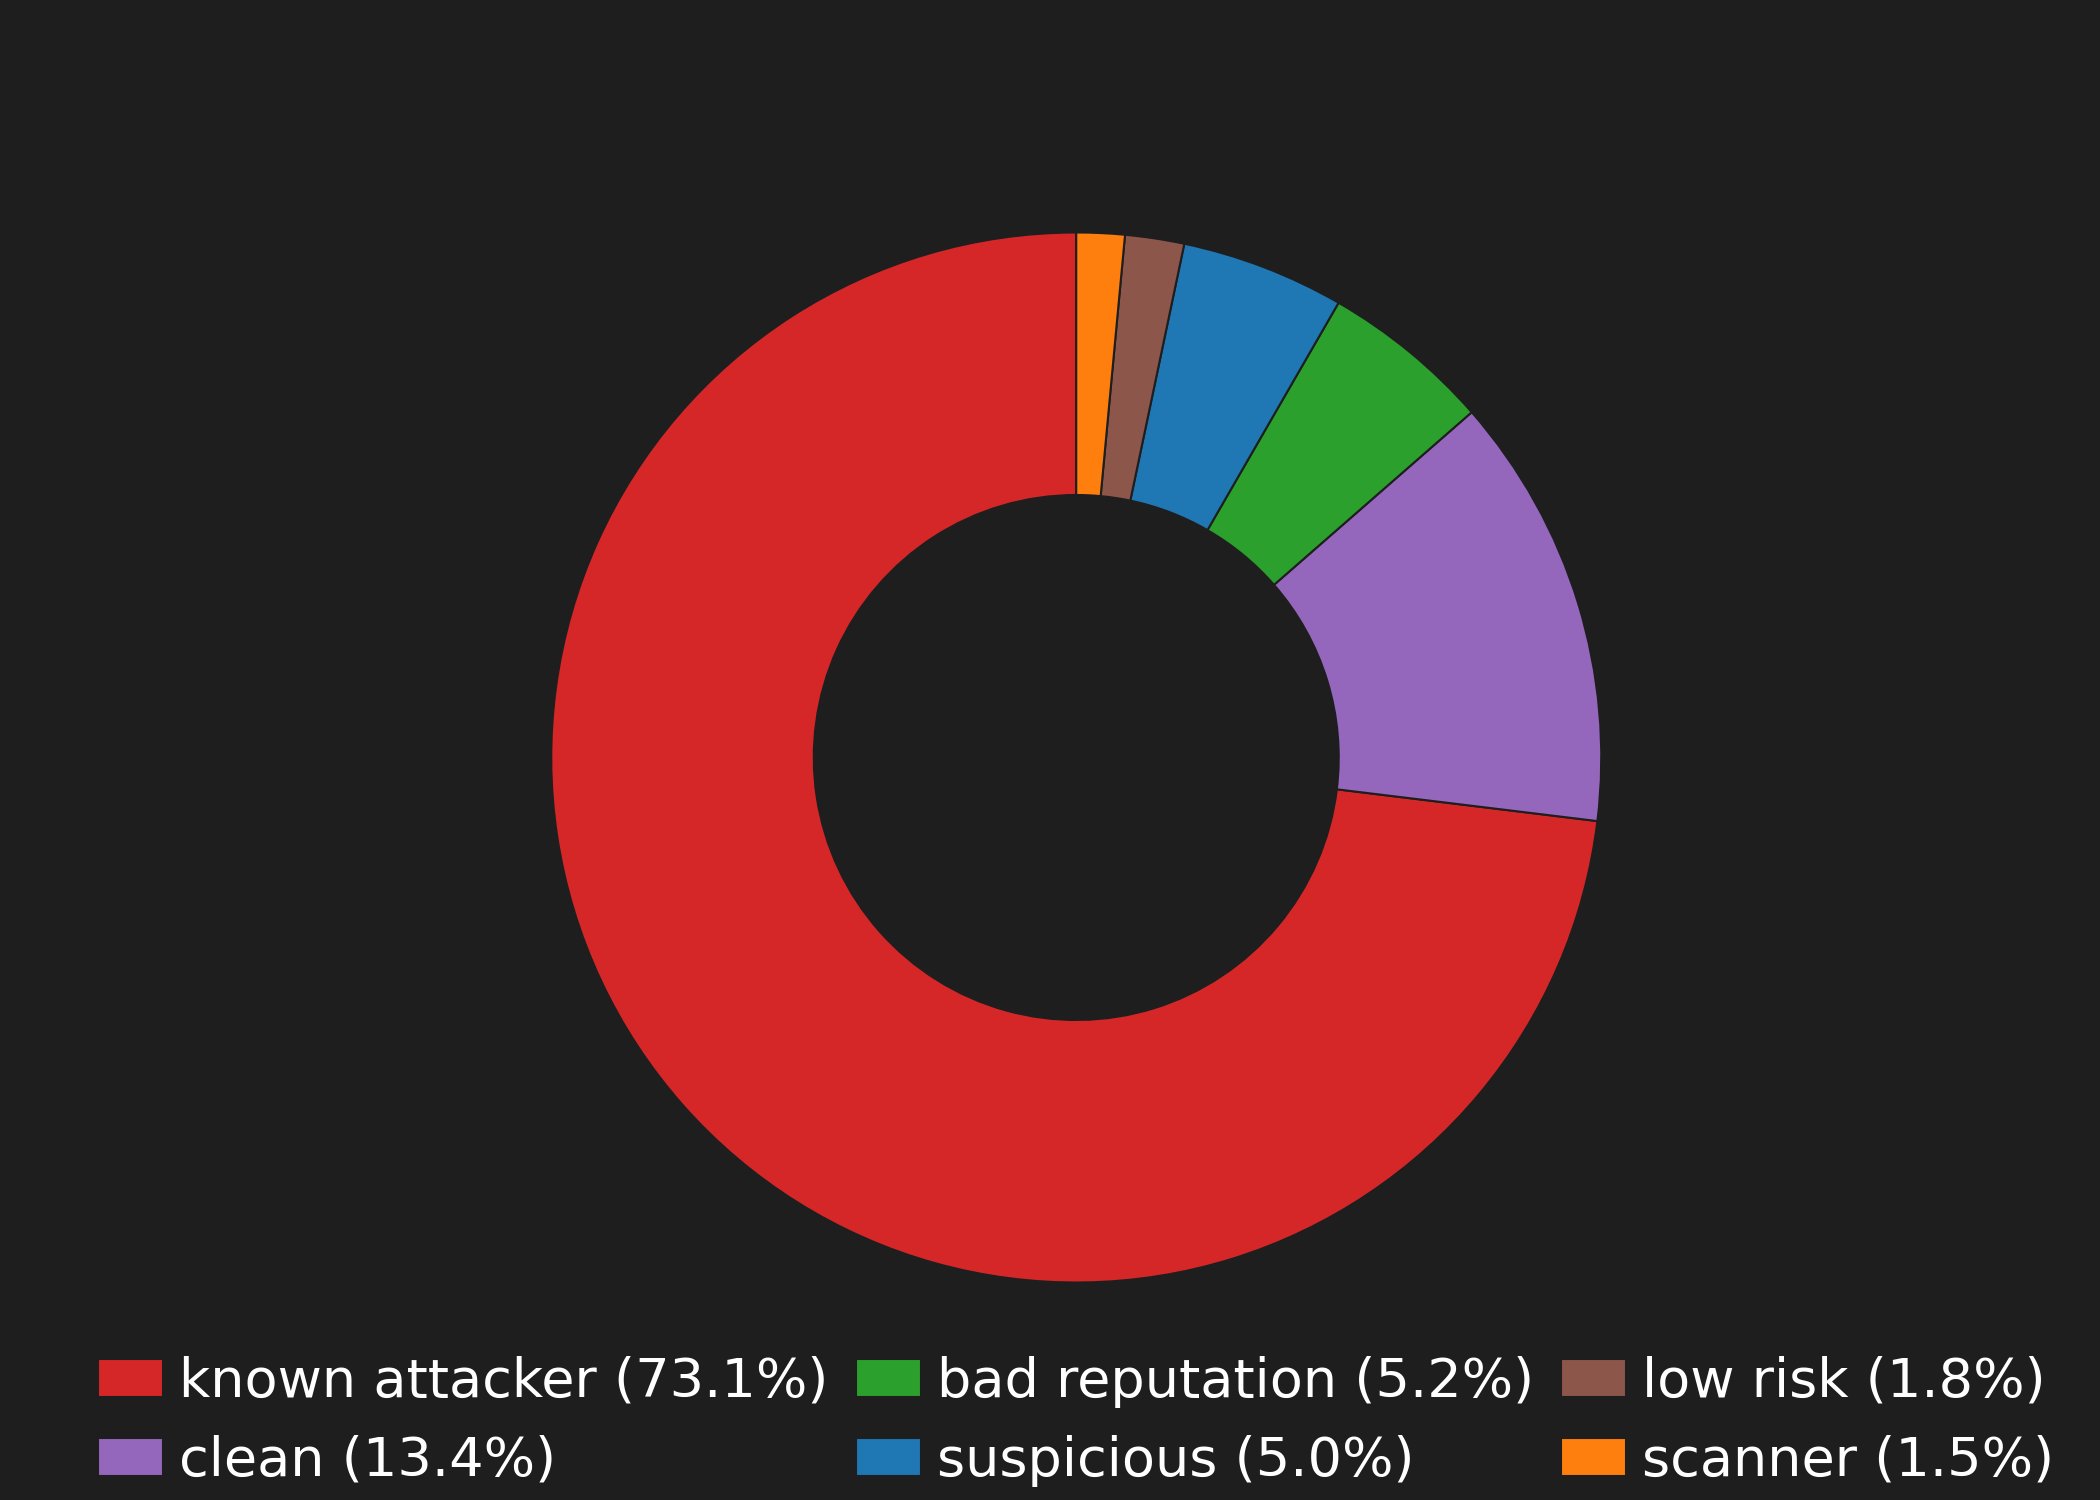 known attacker (73.1%)
clean (13.4%)
bad reputation (5.2%)
suspicious (5.0%)
low risk (1.8%)
scanner (1.5%)